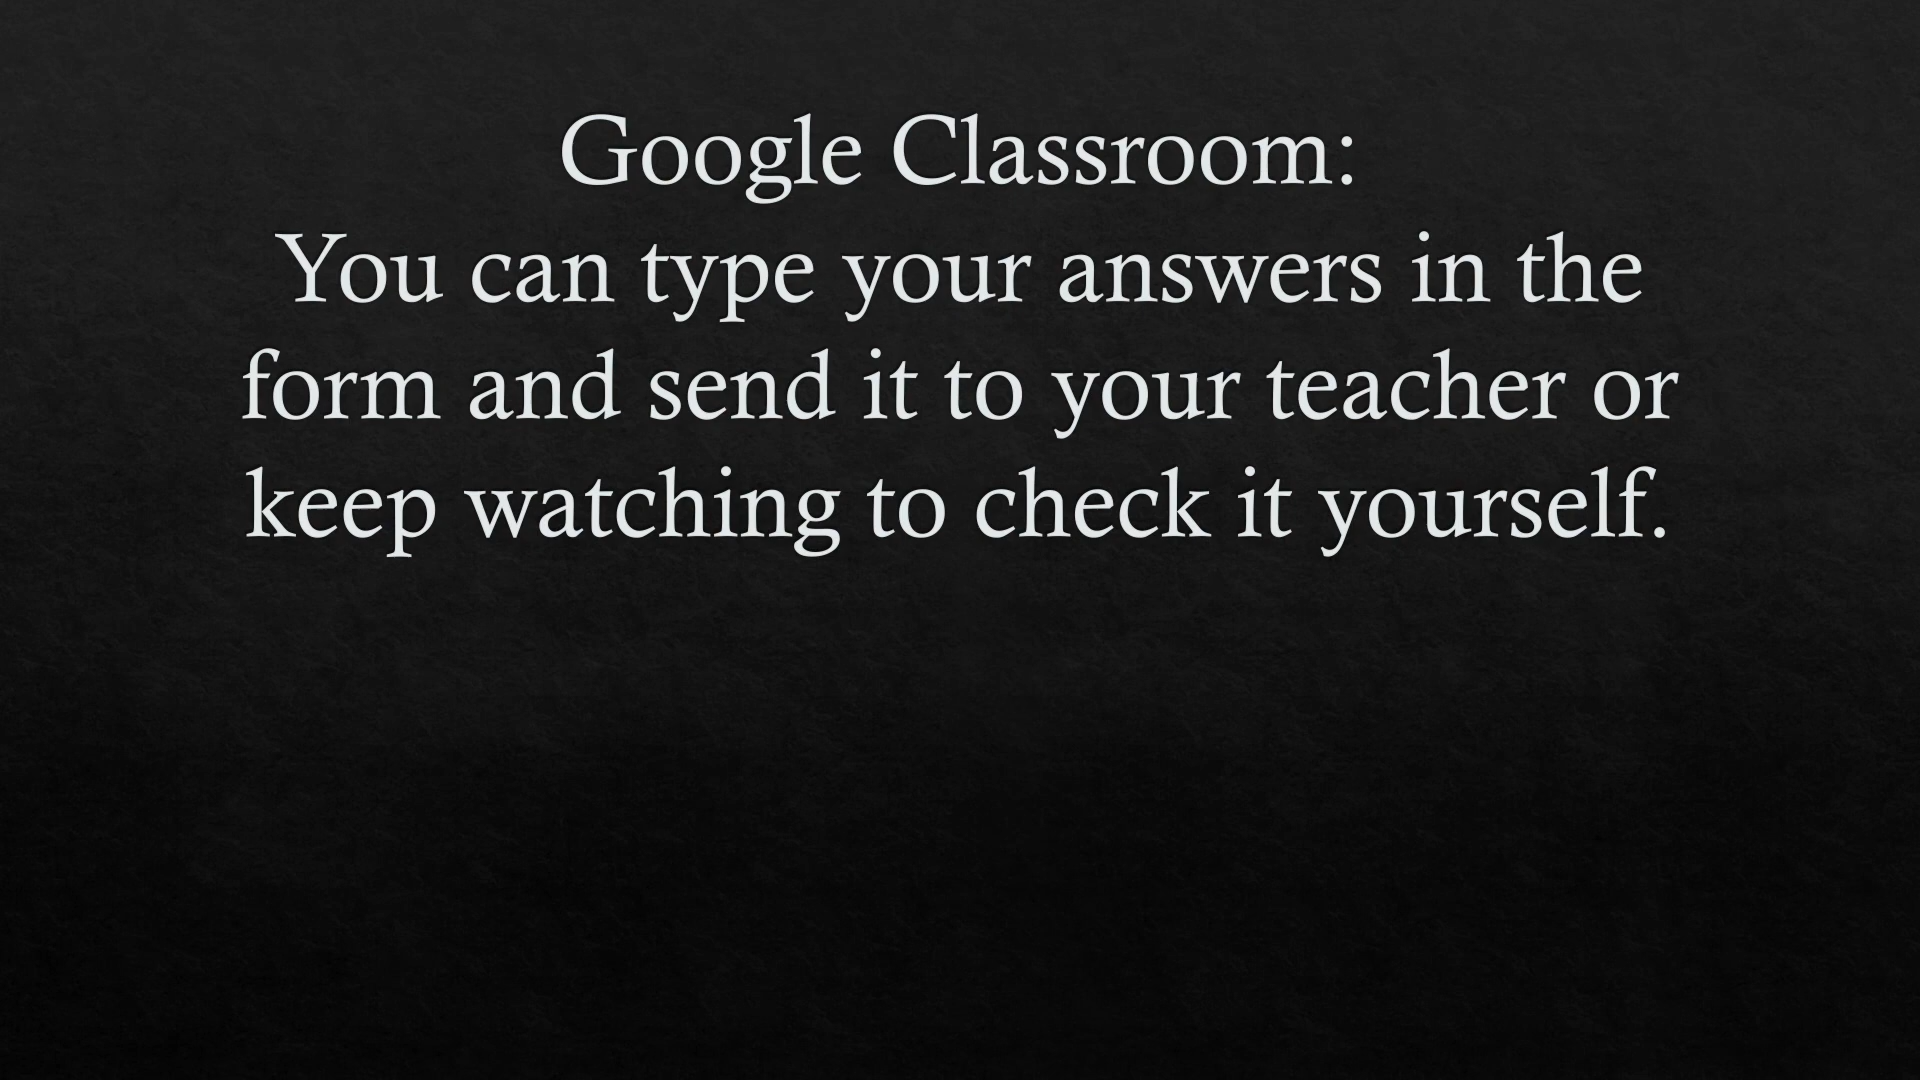 Google Classroom:
You can type your answers in the
form and send it to your teacher or
keep watching to check it yourself.